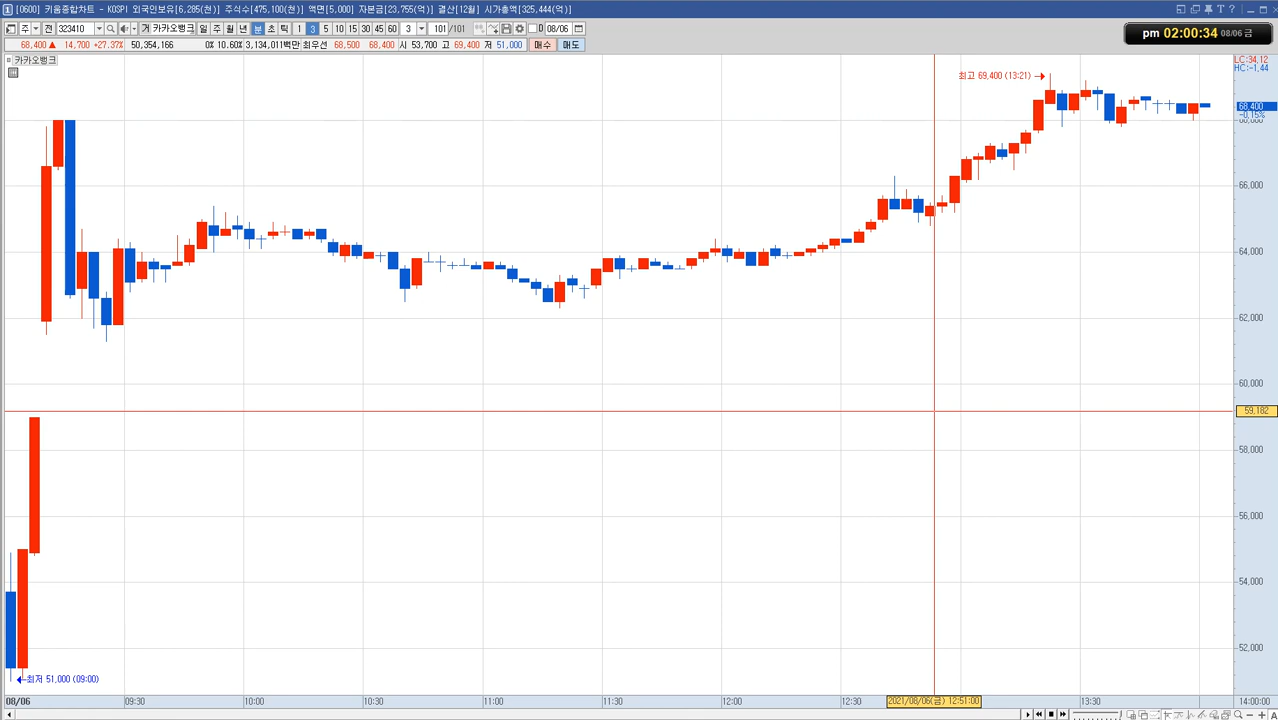 [0600] 키움종합차트 - KOSPI 외국인보유[6,285(천)] 주식수[475,100(천)] 액면[5,000] 자본금[23,755(억)] 결산[12월] 시가총액[325,444(억)]
주 전 323410 카카오뱅크 일 주 월 년 분 초 틱 1 3 5 10 15 30 45 60 3 101 /101 08/06
68,400 ▲ 14,700 +27.37% 50,354,166 0% 10.60% 3,134,011백만 최우선 68,500 68,400 시 53,700 고 69,400 저 51,000 매수 매도
pm 02:00:34 08/06 금
카카오뱅크
LC:34,12
HC:-1,44
최고 69,400 (13:21)
68,400
-0,15%
68,000
66,000
64,000
62,000
60,000
59,182
58,000
56,000
54,000
52,000
최저 51,000 (09:00)
08/06 09:30 10:00 10:30 11:00 11:30 12:00 12:30 2021/08/06(금) 12:51:00 13:30 14:00:00